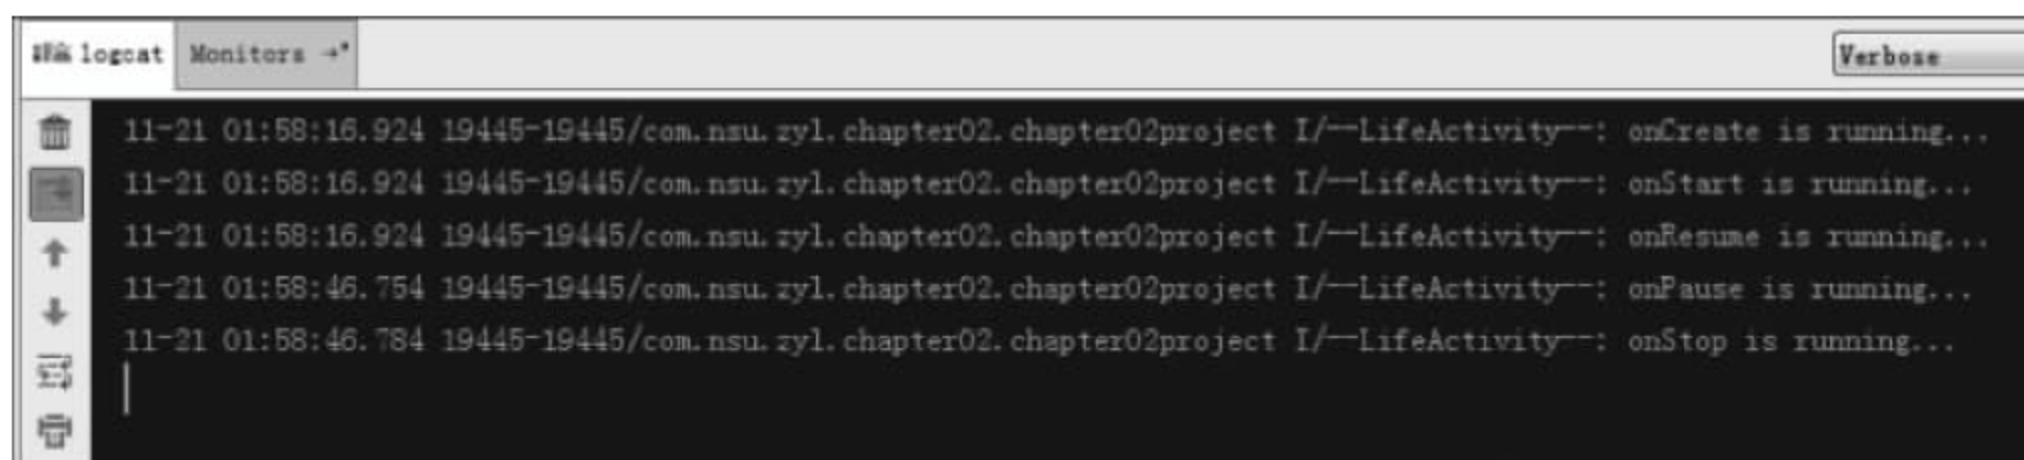 logcat
Monitors
Verbose
11-21 01:58:16.924 19445-19445/com.nsu.zyl.chapter02.chapter02project I/--LifeActivity--: onCreate is running...
11-21 01:58:16.924 19445-19445/com.nsu.zyl.chapter02.chapter02project I/--LifeActivity--: onStart is running...
11-21 01:58:16.924 19445-19445/com.nsu.zyl.chapter02.chapter02project I/--LifeActivity--: onResume is running...
11-21 01:58:46.754 19445-19445/com.nsu.zyl.chapter02.chapter02project I/--LifeActivity--: onPause is running...
11-21 01:58:46.784 19445-19445/com.nsu.zyl.chapter02.chapter02project I/--LifeActivity--: onStop is running...